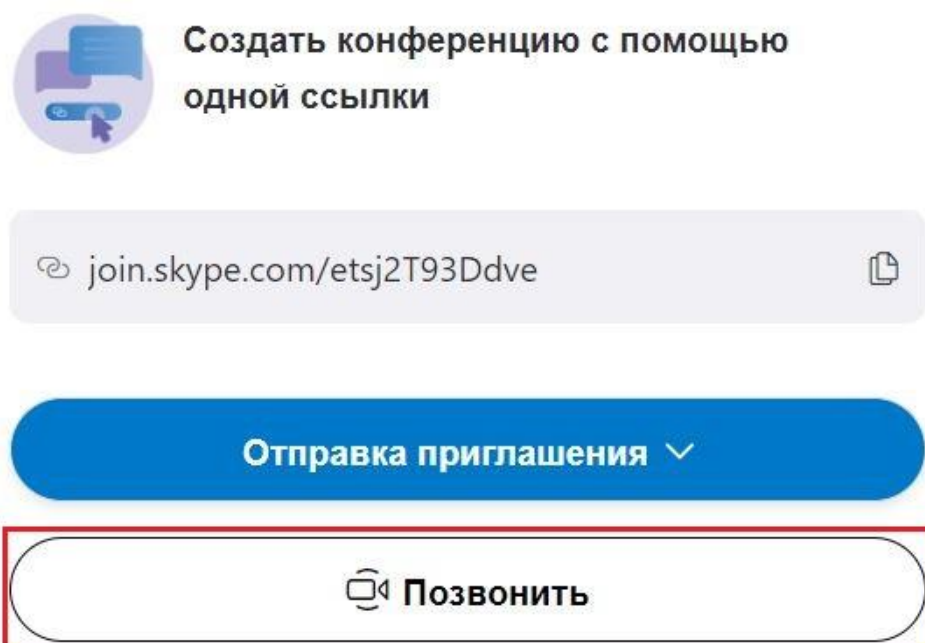 Создать конференцию с помощью
одной ссылки
join.skype.com/etsj2T93Ddve
Отправка приглашения
Позвонить